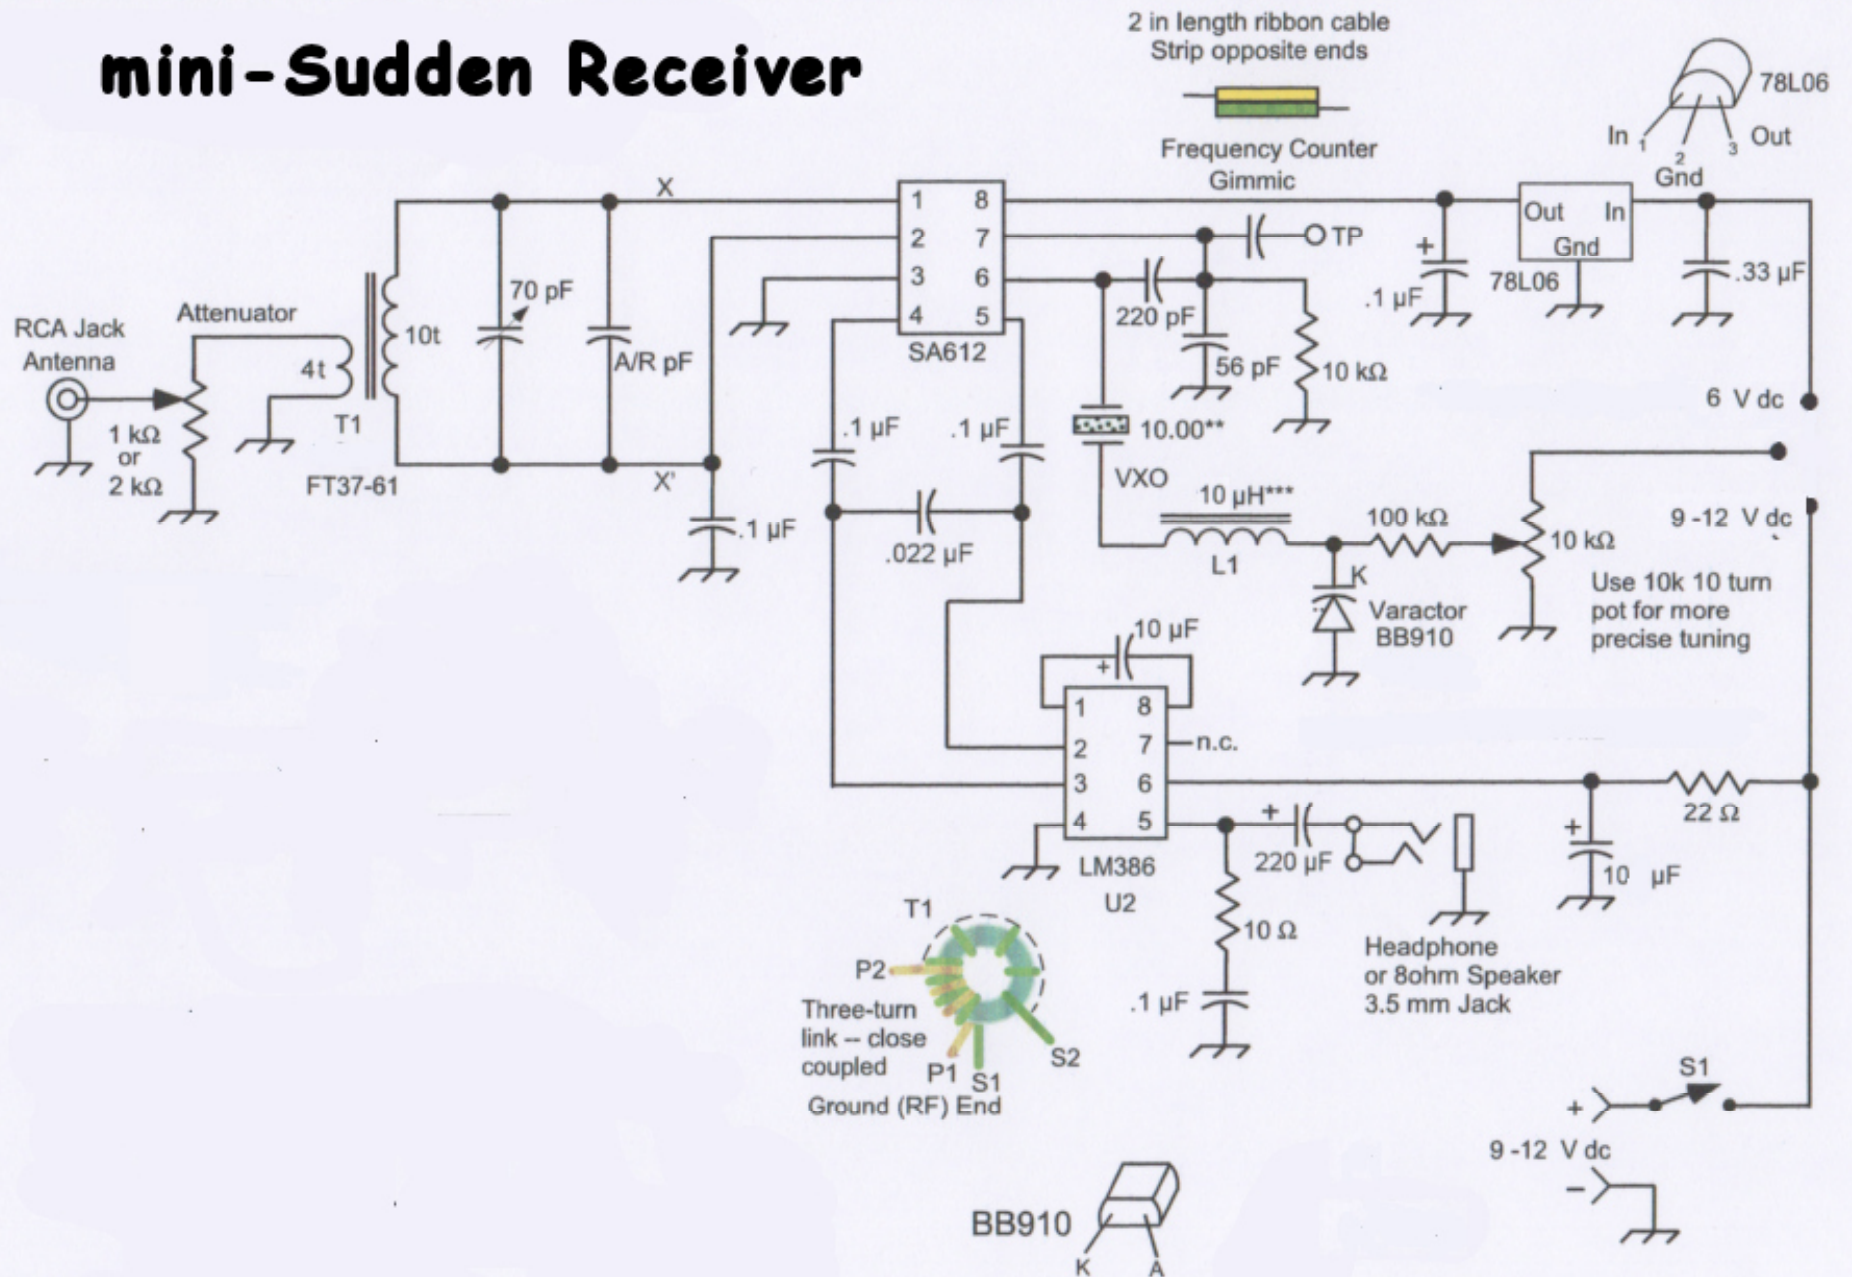 mini-Sudden Receiver
2 in length ribbon cable
Strip opposite ends
Frequency Counter
Gimmic
78L06
In 1
2
3 Out
Gnd
RCA Jack
Antenna
Attenuator
1 kΩ
or
2 kΩ
4t
T1
10t
FT37-61
70 pF
A/R pF
X
X'
.1 µF
1
2
3
4
8
7
6
5
SA612
TP
220 pF
56 pF
10 kΩ
.1 µF
Out In
Gnd
78L06
.33 µF
6 V dc
.1 µF
.1 µF
.022 µF
10.00**
VXO
10 µH***
L1
100 kΩ
K
Varactor
BB910
10 kΩ
9 -12 V dc
Use 10k 10 turn
pot for more
precise tuning
10 µF
+
1
2
3
4
8
7
6
5
n.c.
LM386
U2
+
220 µF
10 Ω
.1 µF
Headphone
or 8ohm Speaker
3.5 mm Jack
22 Ω
+
10 µF
T1
P2
Three-turn
link -- close
coupled
P1
S1
S2
Ground (RF) End
S1
+
9 -12 V dc
–
BB910
K
A